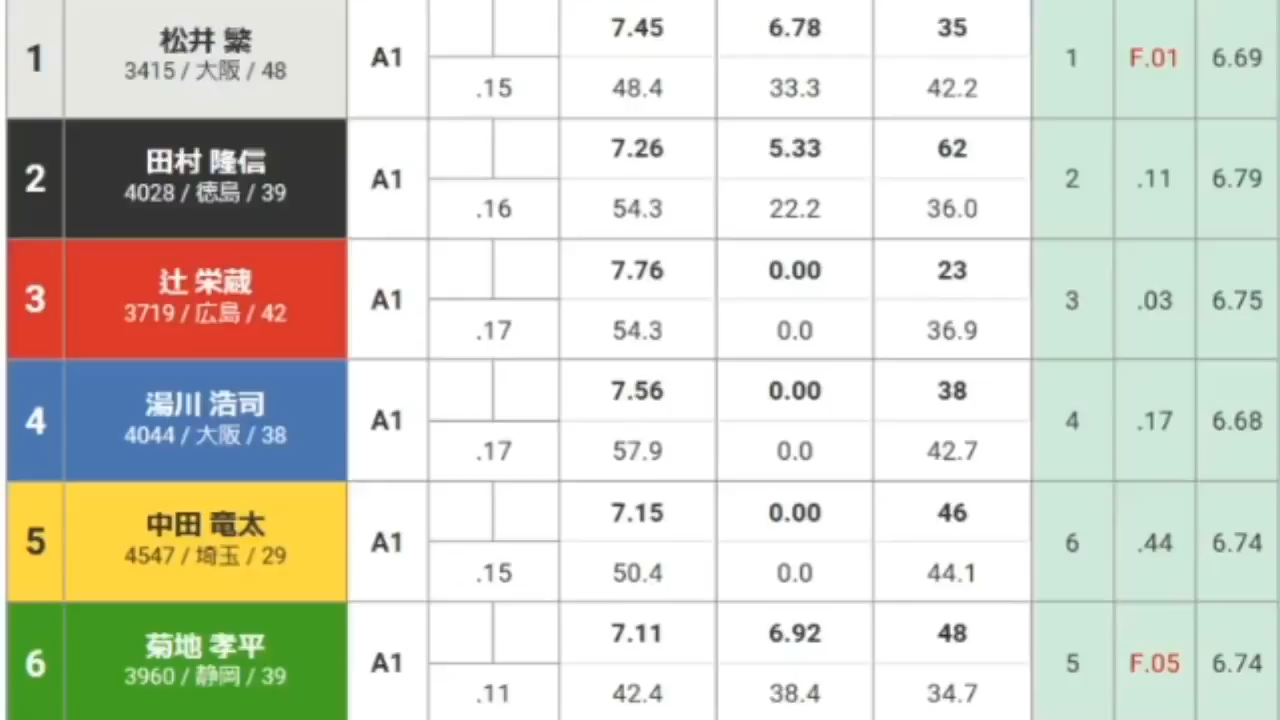 1 松井 繁 A1 7.45 6.78 35 1 F.01 6.69
3415 / 大阪 / 48 .15 48.4 33.3 42.2
2 田村 隆信 A1 7.26 5.33 62 2 .11 6.79
4028 / 徳島 / 39 .16 54.3 22.2 36.0
3 辻 栄蔵 A1 7.76 0.00 23 3 .03 6.75
3719 / 広島 / 42 .17 54.3 0.0 36.9
4 湯川 浩司 A1 7.56 0.00 38 4 .17 6.68
4044 / 大阪 / 38 .17 57.9 0.0 42.7
5 中田 竜太 A1 7.15 0.00 46 6 .44 6.74
4547 / 埼玉 / 29 .15 50.4 0.0 44.1
6 菊地 孝平 A1 7.11 6.92 48 5 F.05 6.74
3960 / 静岡 / 39 .11 42.4 38.4 34.7